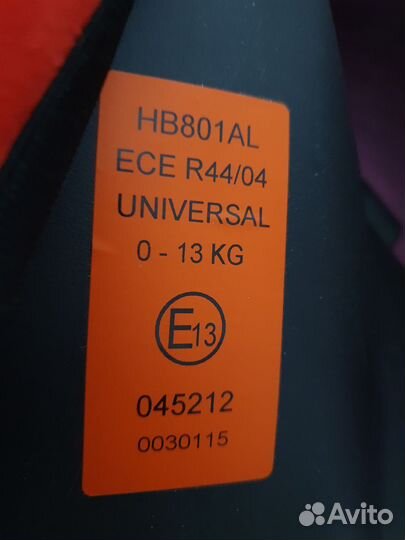 HB801AL
ECE R44/04
UNIVERSAL
0 - 13 KG
E13
045212
0030115
Avito